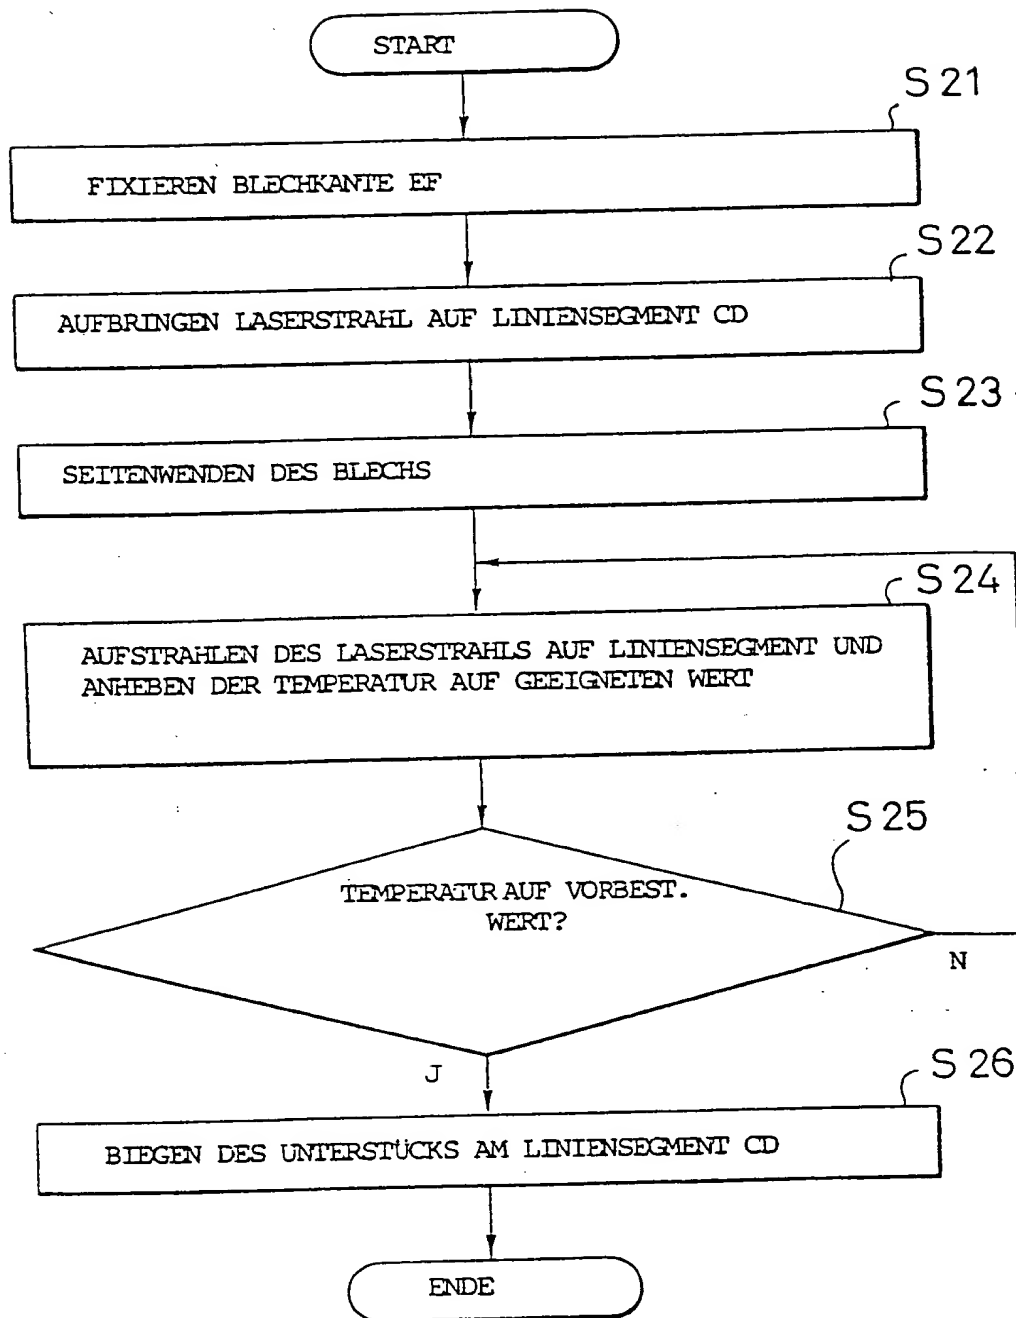 START
S 21
FIXIEREN BLECHKANTE EF
S 22
AUFBRINGEN LASERSTRAHL AUF LINIENSEGMENT CD
S 23
SEITENWENDEN DES BLECHS
S 24
AUFSTRAHLEN DES LASERSTRAHLS AUF LINIENSEGMENT UND
ANHEBEN DER TEMPERATUR AUF GEEIGNETEN WERT
S 25
TEMPERATUR AUF VORBEST.
WERT?
N
J
S 26
BIEGEN DES UNTERSTÜCKS AM LINIENSEGMENT CD
ENDE